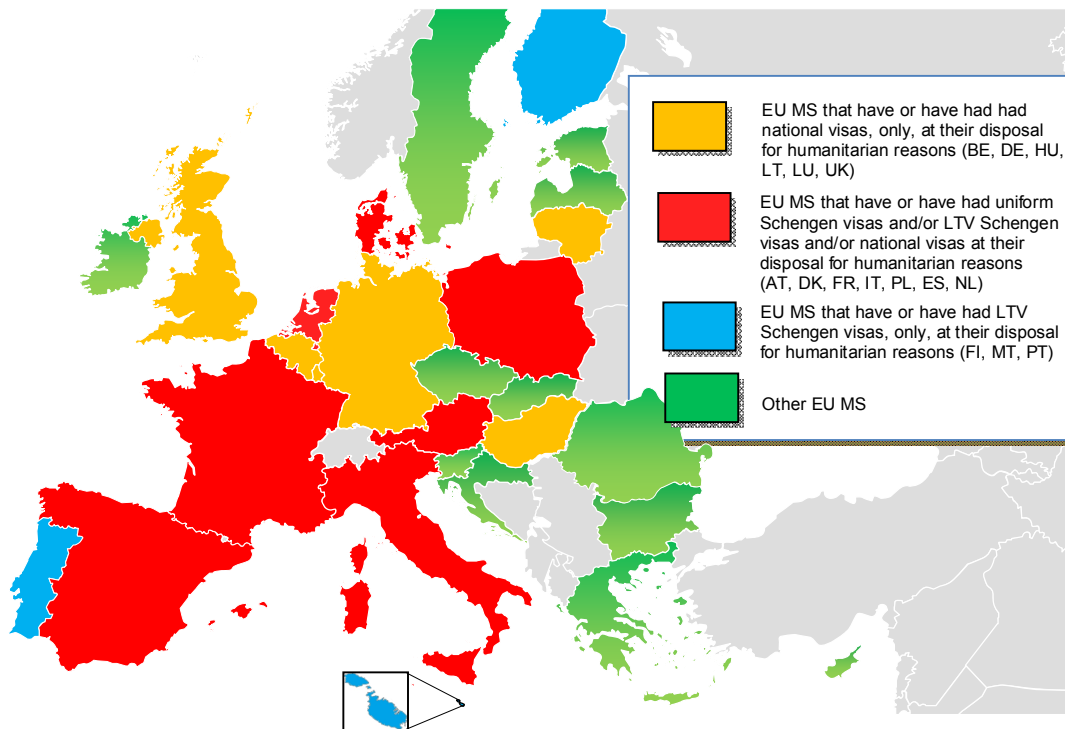 EU MS that have or have had had
national visas, only, at their disposal
for humanitarian reasons (BE, DE, HU,
LT, LU, UK)
EU MS that have or have had uniform
Schengen visas and/or LTV Schengen
visas and/or national visas at their
disposal for humanitarian reasons
(AT, DK, FR, IT, PL, ES, NL)
EU MS that have or have had LTV
Schengen visas, only, at their disposal
for humanitarian reasons (FI, MT, PT)
Other EU MS